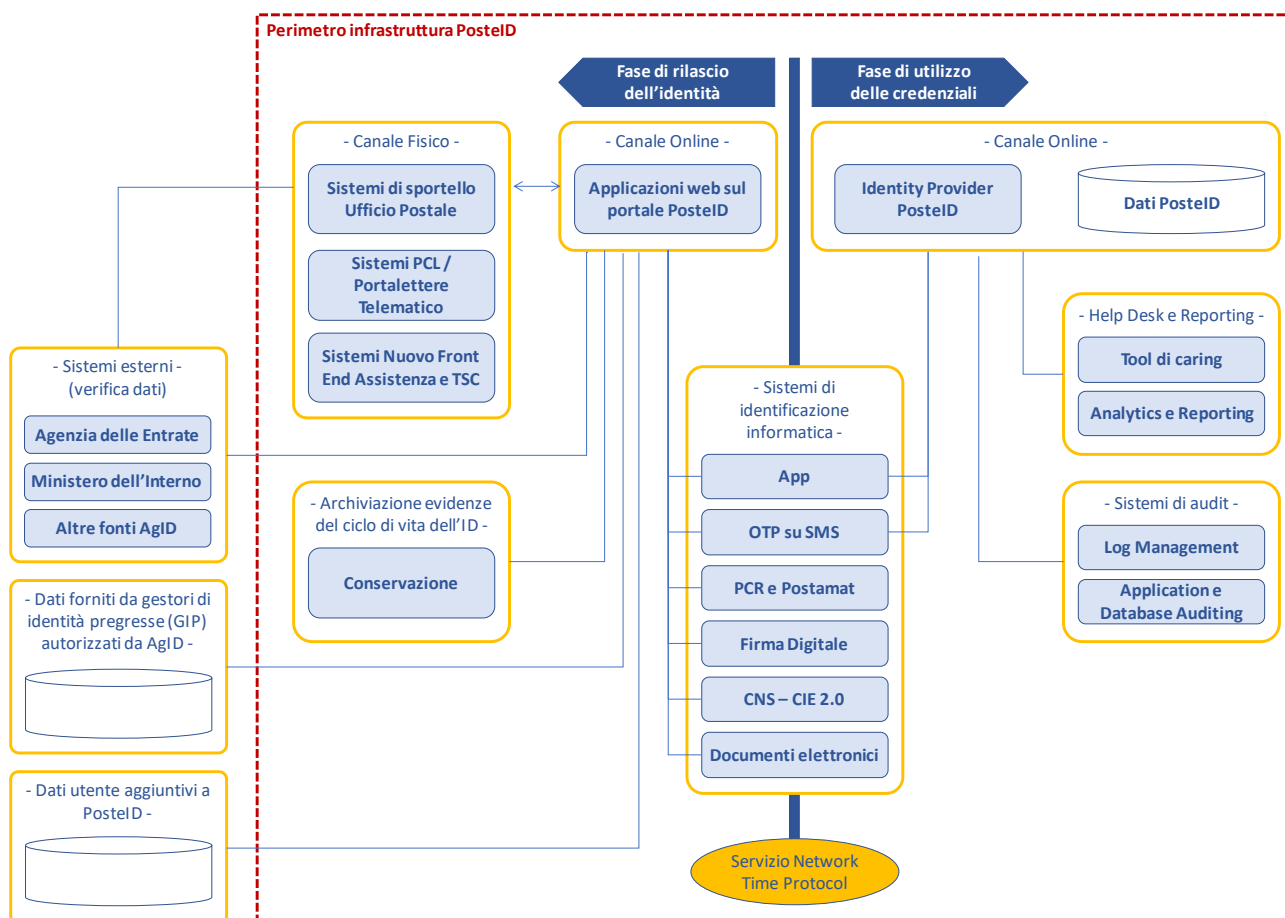 Perimetro infrastruttura PosteID
Fase di rilascio
dell'identità
Fase di utilizzo
delle credenziali
- Canale Fisico -
Sistemi di sportello
Ufficio Postale
Sistemi PCL /
Portalettere
Telematico
Sistemi Nuovo Front
End Assistenza e TSC
- Canale Online -
Applicazioni web sul
portale PosteID
- Canale Online -
Identity Provider
PosteID
Dati PosteID
- Help Desk e Reporting -
Tool di caring
Analytics e Reporting
- Sistemi esterni -
(verifica dati)
Agenzia delle Entrate
Ministero dell'Interno
Altre fonti AgID
- Sistemi di
identificazione
informatica -
App
OTP su SMS
PCR e Postamat
Firma Digitale
CNS – CIE 2.0
Documenti elettronici
- Archiviazione evidenze
del ciclo di vita dell'ID -
Conservazione
- Sistemi di audit -
Log Management
Application e
Database Auditing
- Dati forniti da gestori di
identità pregresse (GIP)
autorizzati da AgID -
- Dati utente aggiuntivi a
PosteID -
Servizio Network
Time Protocol